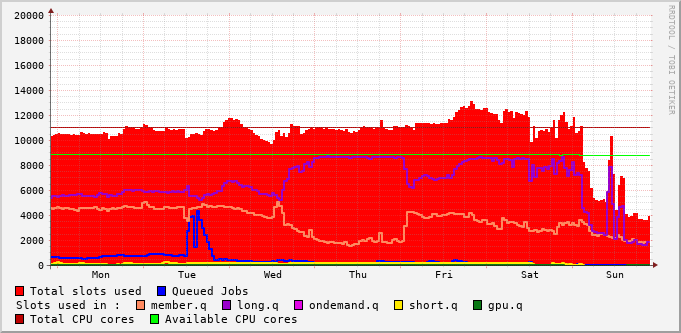 20000
18000
16000
14000
12000
10000
8000
6000
4000
2000
0
Mon Tue Wed Thu Fri Sat Sun
RRDTOOL / TOBI OETIKER
Total slots used Queued Jobs
Slots used in : member.q long.q ondemand.q short.q gpu.q
Total CPU cores Available CPU cores